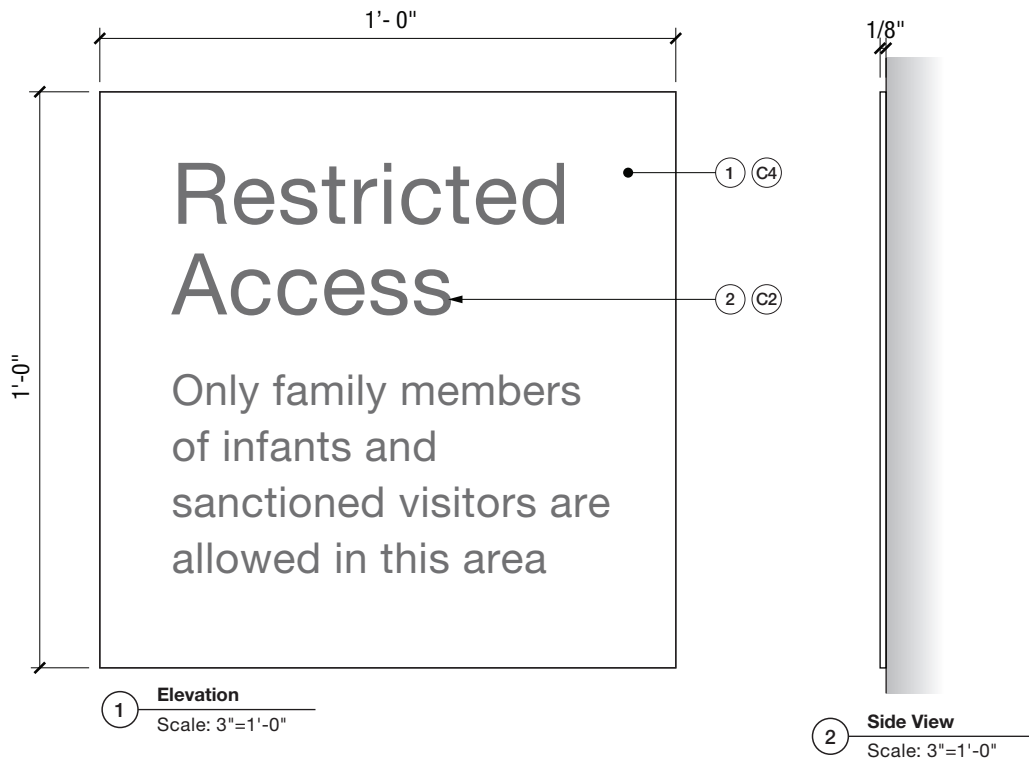 1’- 0"
1/8"
Restricted
1 C4
Access
2 C2
1'-0"
Only family members
of infants and
sanctioned visitors are
allowed in this area
1 Elevation
Scale: 3"=1'-0"
2 Side View
Scale: 3"=1'-0"